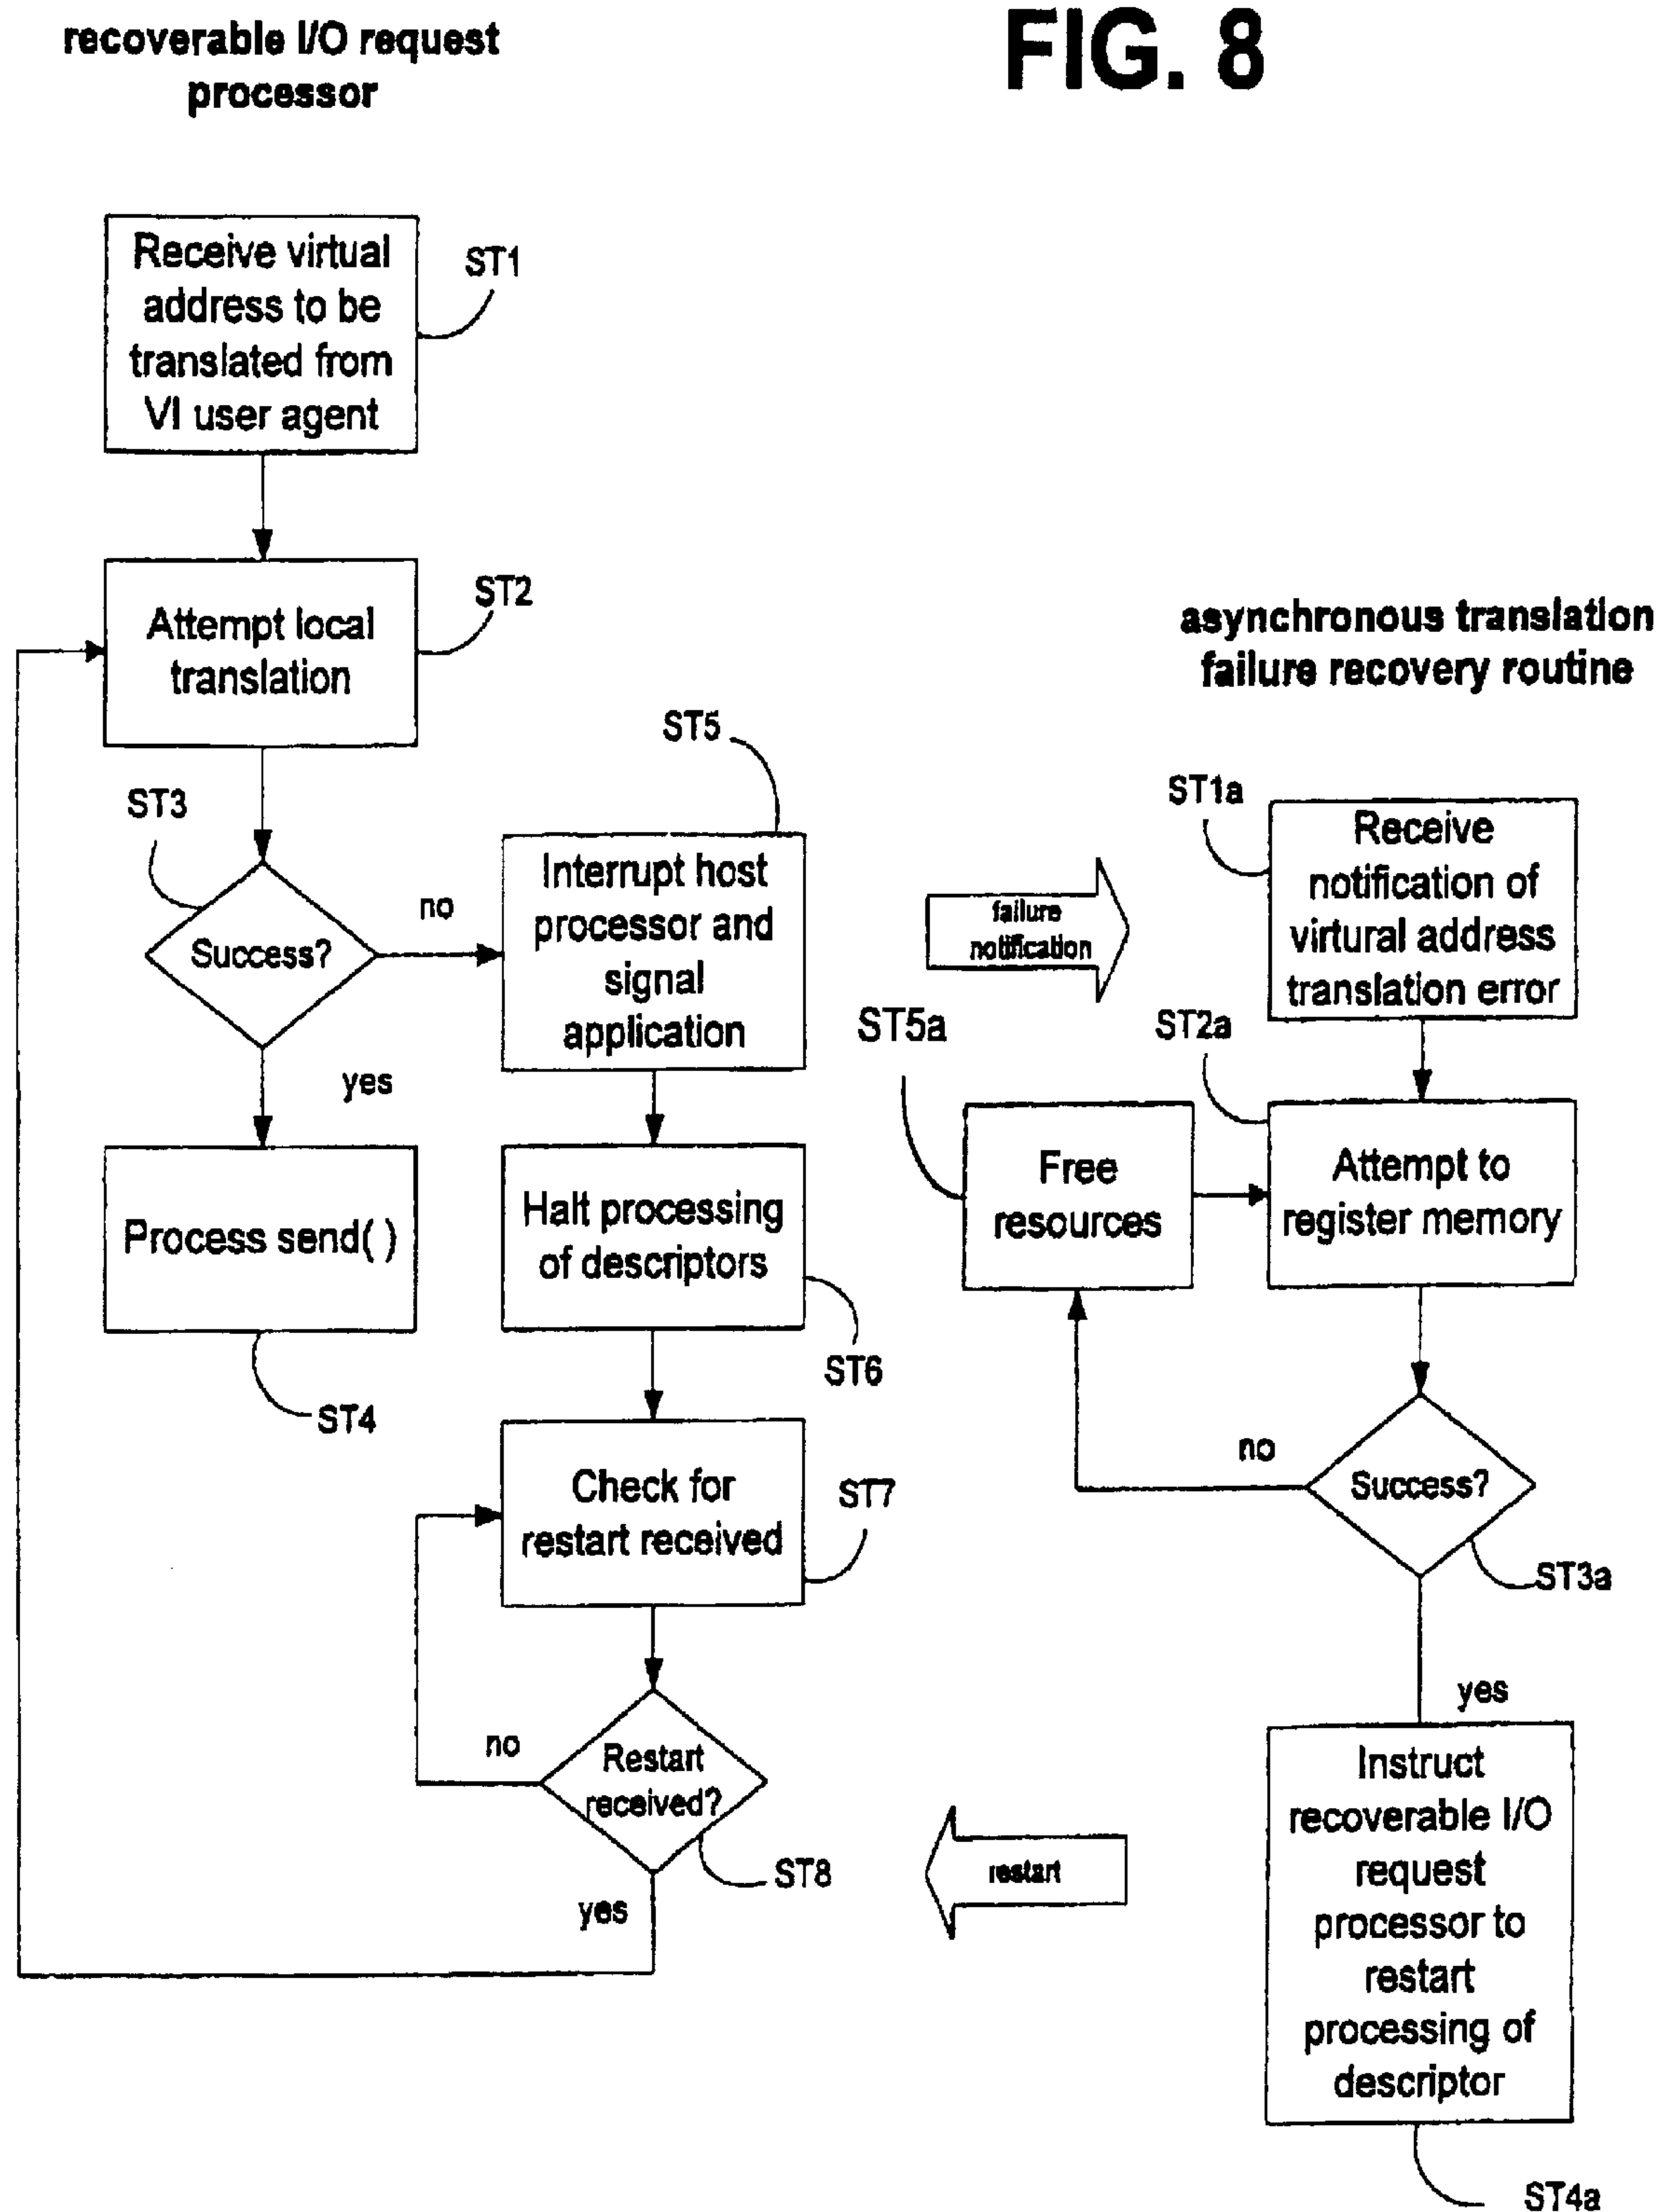 recoverable I/O request
processor
FIG. 8
Receive virtual
address to be
translated from
VI user agent
ST1
Attempt local
translation
ST2
ST3
Success?
no
yes
Process send( )
ST4
ST5
Interrupt host
processor and
signal
application
Halt processing
of descriptors
ST6
Check for
restart received
ST7
Restart
received?
no
ST8
yes
failure
notification
restart
asynchronous translation
failure recovery routine
ST1a
Receive
notification of
virtural address
translation error
ST5a
ST2a
Free
resources
Attempt to
register memory
no
Success?
ST3a
yes
Instruct
recoverable I/O
request
processor to
restart
processing of
descriptor
ST4a